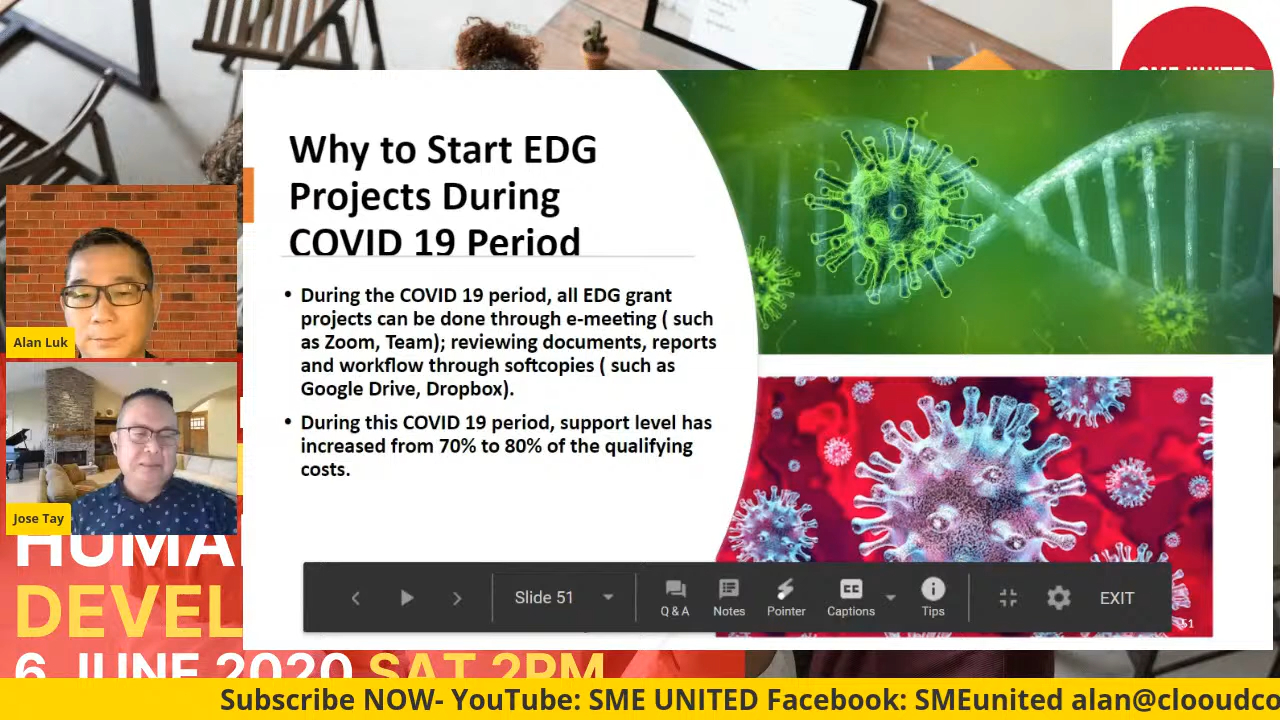 SME UNITED
Why to Start EDG
Projects During
COVID 19 Period
• During the COVID 19 period, all EDG grant
projects can be done through e-meeting ( such
as Zoom, Team); reviewing documents, reports
and workflow through softcopies ( such as
Google Drive, Dropbox).
• During this COVID 19 period, support level has
increased from 70% to 80% of the qualifying
costs.
Alan Luk
Jose Tay
HUMA
DEVEL
6 JUNE 2020 SAT 2PM
Slide 51
Q & A
Notes
Pointer
Captions
Tips
EXIT
51
Subscribe NOW- YouTube: SME UNITED Facebook: SMEunited alan@clooudco